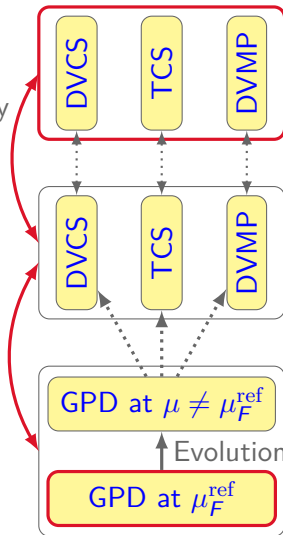 DVCS TCS DVMP
y
DVCS TCS DVMP
GPD at μ ≠ μ_F^ref
Evolution
GPD at μ_F^ref